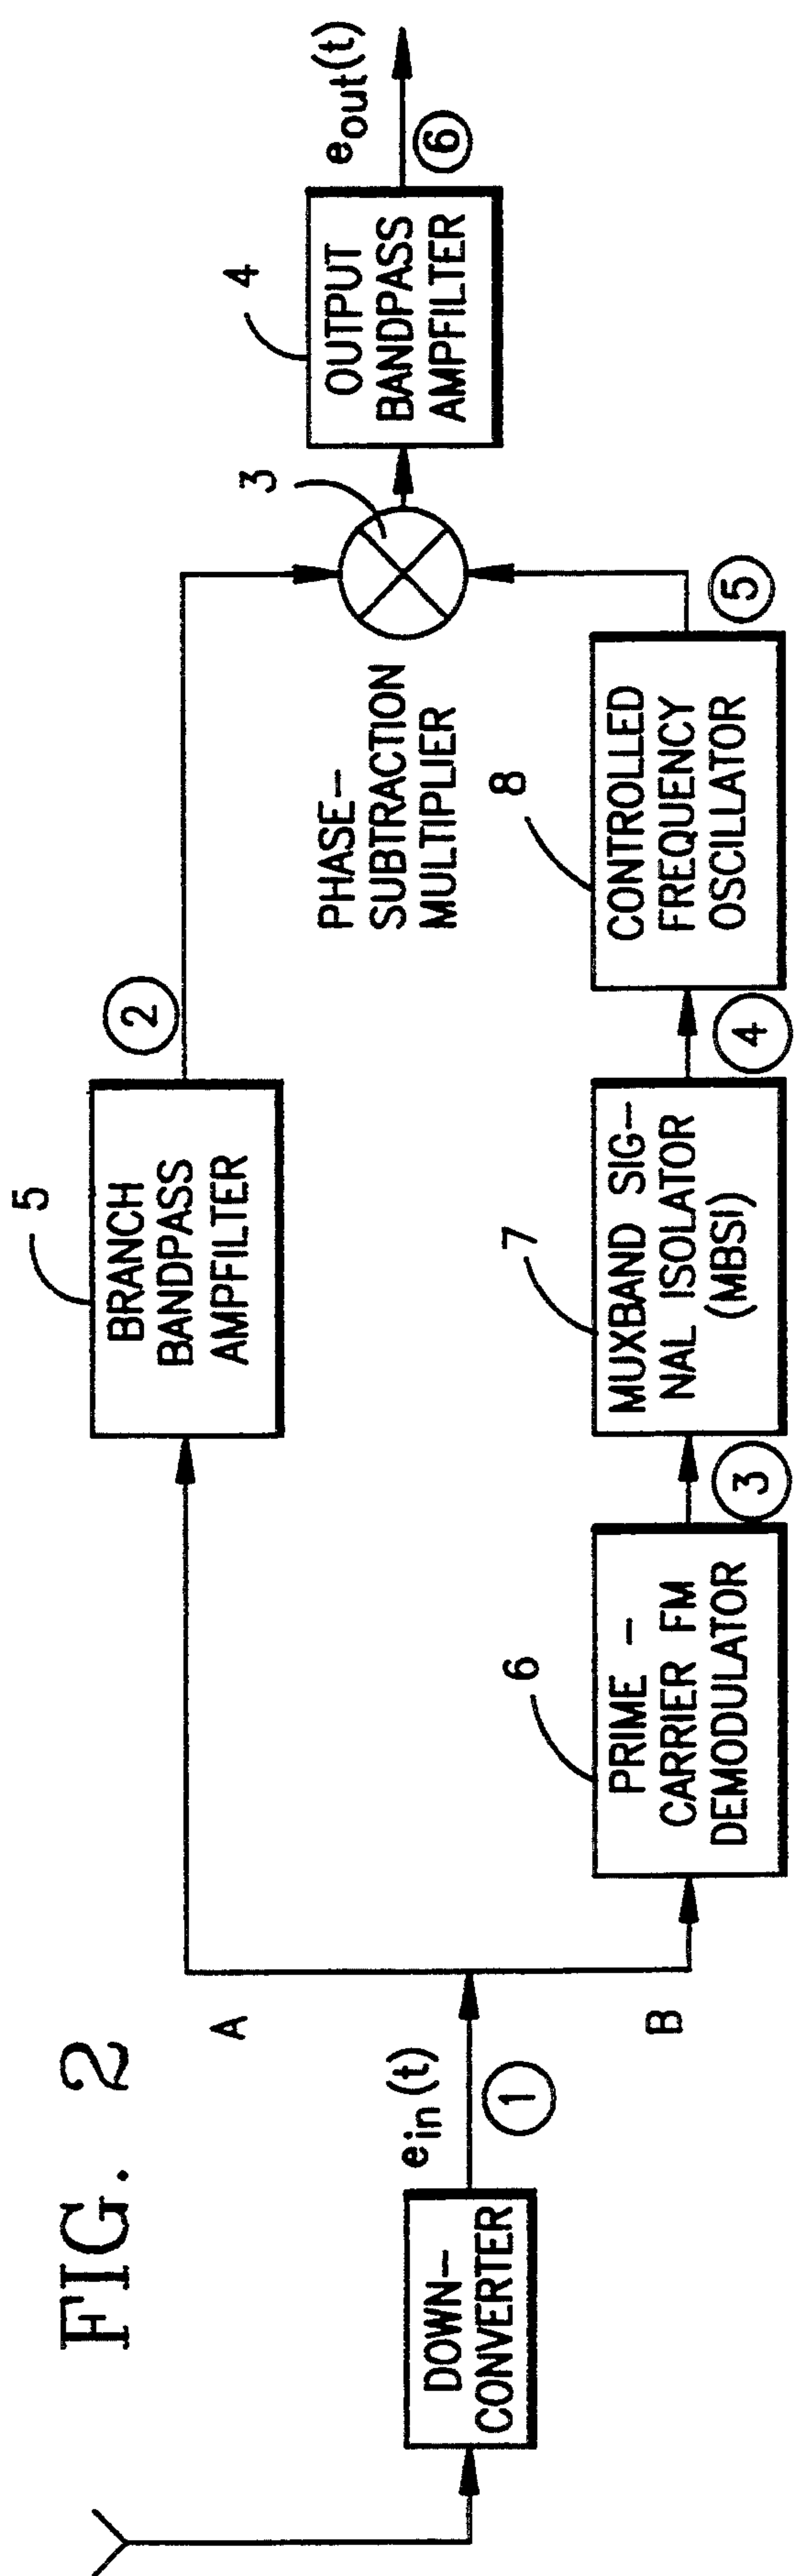 FIG. 2
DOWN-
CONVERTER
e_in(t)
①
A
B
5
BRANCH
BANDPASS
AMPFILTER
②
6
PRIME -
CARRIER FM
DEMODULATOR
③
7
MUXBAND SIG-
NAL ISOLATOR
(MBSI)
④
8
CONTROLLED
FREQUENCY
OSCILLATOR
⑤
PHASE-
SUBTRACTION
MULTIPLIER
3
4
OUTPUT
BANDPASS
AMPFILTER
e_out(t)
⑥